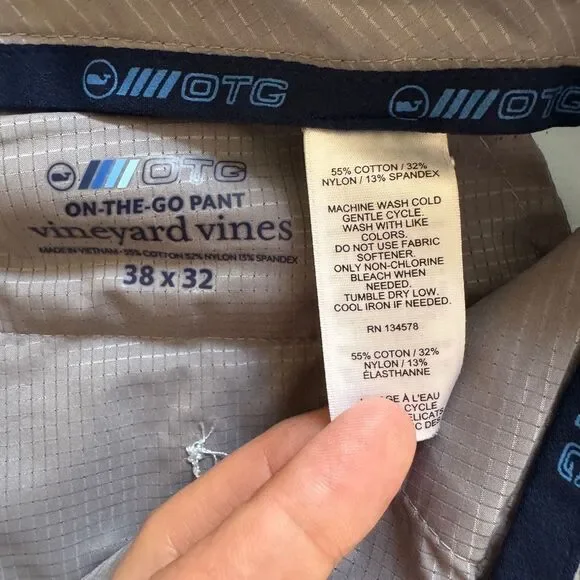 OTG
OTG
OTG
ON-THE-GO PANT
vineyard vines
MADE IN VIETNAM · 55% COTTON 32% NYLON 13% SPANDEX
38 x 32
55% COTTON / 32%
NYLON / 13% SPANDEX
MACHINE WASH COLD
GENTLE CYCLE.
WASH WITH LIKE
COLORS.
DO NOT USE FABRIC
SOFTENER.
ONLY NON-CHLORINE
BLEACH WHEN
NEEDED.
TUMBLE DRY LOW.
COOL IRON IF NEEDED.
RN 134578
55% COTON / 32%
NYLON / 13%
ÉLASTHANNE
À L'EAU
CYCLE